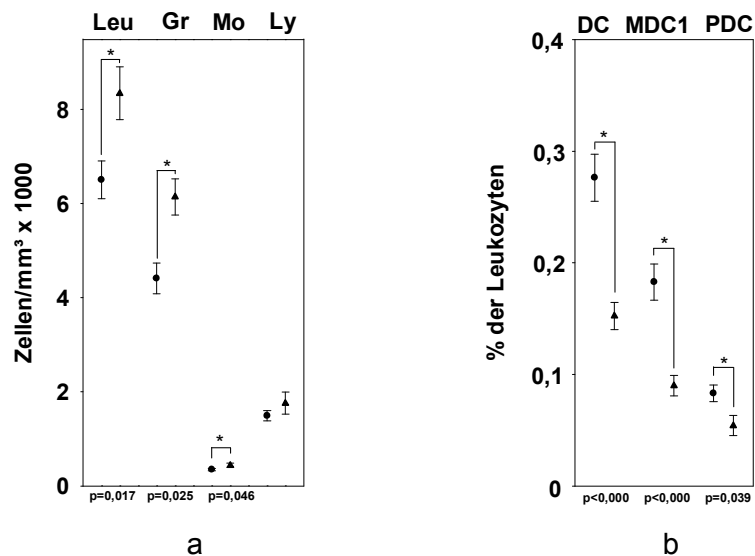 Leu Gr Mo Ly
Zellen/mm³ x 1000
8
6
4
2
0
* * *
p=0,017 p=0,025 p=0,046
a
DC MDC1 PDC
% der Leukozyten
0,4
0,3
0,2
0,1
0
* * *
p<0,000 p<0,000 p=0,039
b